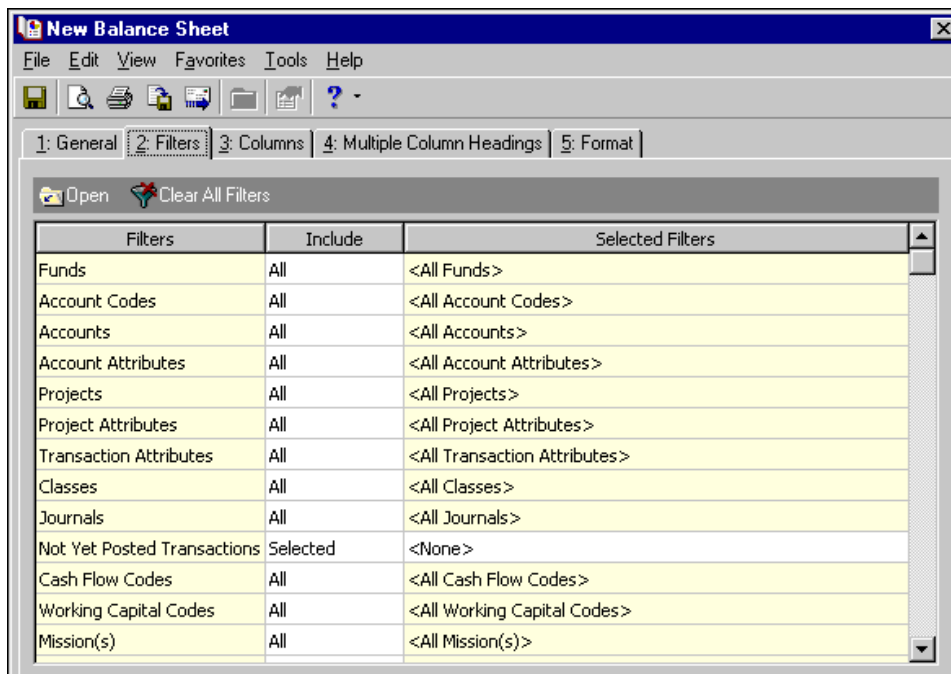 New Balance Sheet
File Edit View Favorites Tools Help
?
1: General 2: Filters 3: Columns 4: Multiple Column Headings 5: Format
Open Clear All Filters
Filters Include Selected Filters
Funds All <All Funds>
Account Codes All <All Account Codes>
Accounts All <All Accounts>
Account Attributes All <All Account Attributes>
Projects All <All Projects>
Project Attributes All <All Project Attributes>
Transaction Attributes All <All Transaction Attributes>
Classes All <All Classes>
Journals All <All Journals>
Not Yet Posted Transactions Selected <None>
Cash Flow Codes All <All Cash Flow Codes>
Working Capital Codes All <All Working Capital Codes>
Mission(s) All <All Mission(s)>